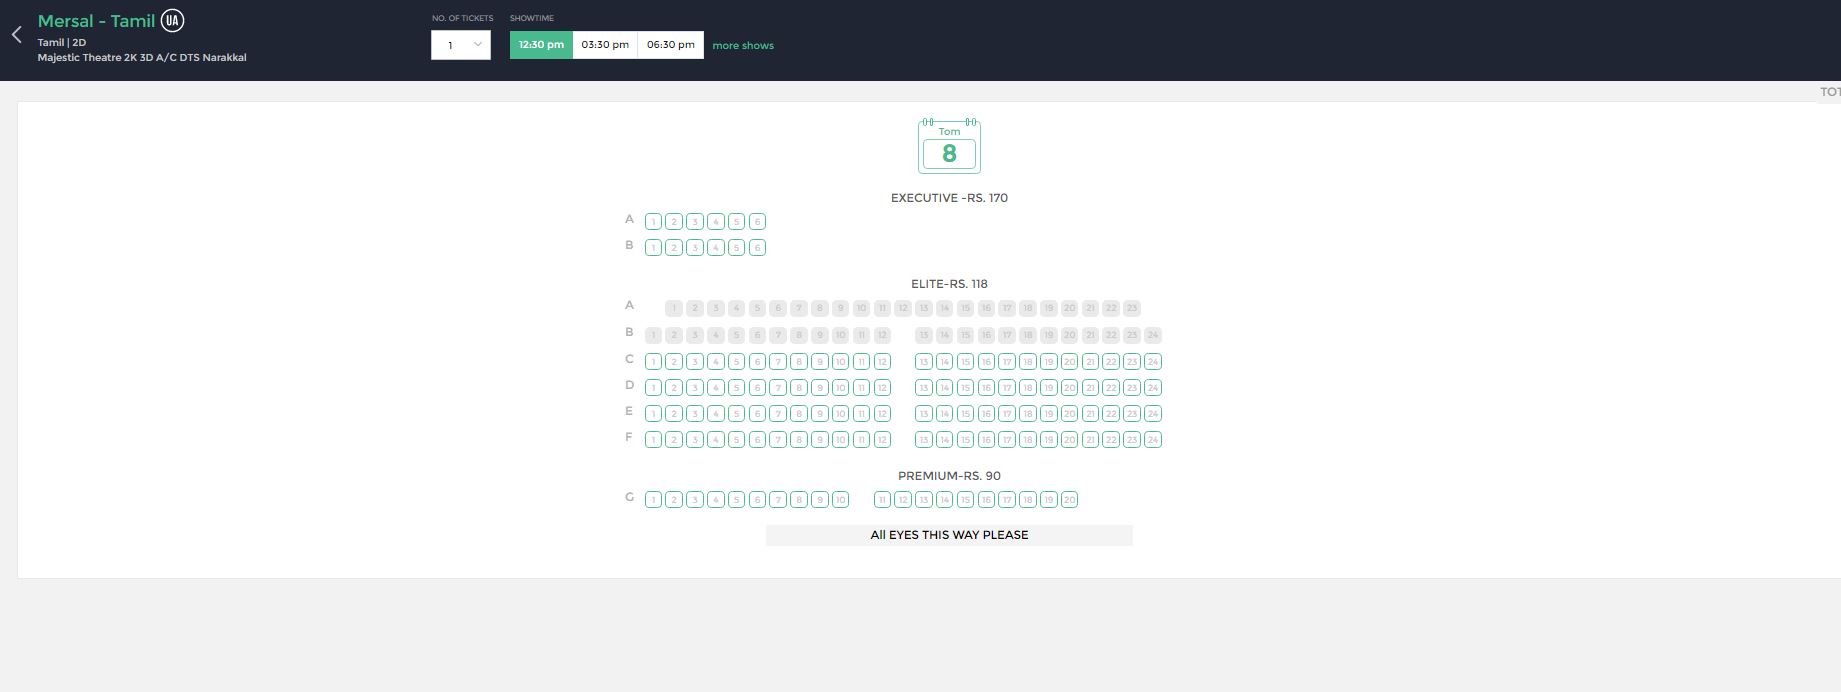 Mersal - Tamil UA
Tamil | 2D
Majestic Theatre 2K 3D A/C DTS Narakkal
NO. OF TICKETS
1
SHOWTIME
12:30 pm 03:30 pm 06:30 pm more shows
TOT
Tom
8
EXECUTIVE -RS. 170
A 1 2 3 4 5 6
B 1 2 3 4 5 6
ELITE-RS. 118
A 1 2 3 4 5 6 7 8 9 10 11 12 13 14 15 16 17 18 19 20 21 22 23
B 1 2 3 4 5 6 7 8 9 10 11 12 13 14 15 16 17 18 19 20 21 22 23 24
C 1 2 3 4 5 6 7 8 9 10 11 12 13 14 15 16 17 18 19 20 21 22 23 24
D 1 2 3 4 5 6 7 8 9 10 11 12 13 14 15 16 17 18 19 20 21 22 23 24
E 1 2 3 4 5 6 7 8 9 10 11 12 13 14 15 16 17 18 19 20 21 22 23 24
F 1 2 3 4 5 6 7 8 9 10 11 12 13 14 15 16 17 18 19 20 21 22 23 24
PREMIUM-RS. 90
G 1 2 3 4 5 6 7 8 9 10 11 12 13 14 15 16 17 18 19 20
All EYES THIS WAY PLEASE